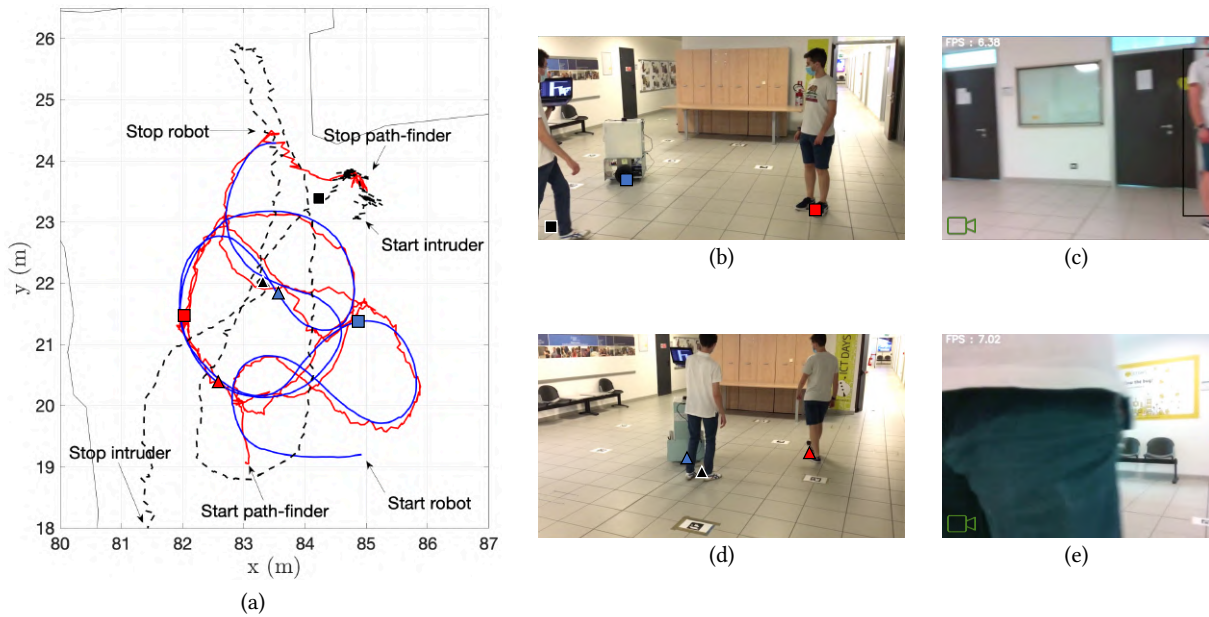 26
25
24
23
22
21
20
19
18
y (m)
80
81
82
83
84
85
86
87
x (m)
Stop robot
Stop path-finder
Start intruder
Stop intruder
Start path-finder
Start robot
(a)
(b)
FPS : 6.38
(c)
ICT DAYS
(d)
FPS : 7.02
(e)